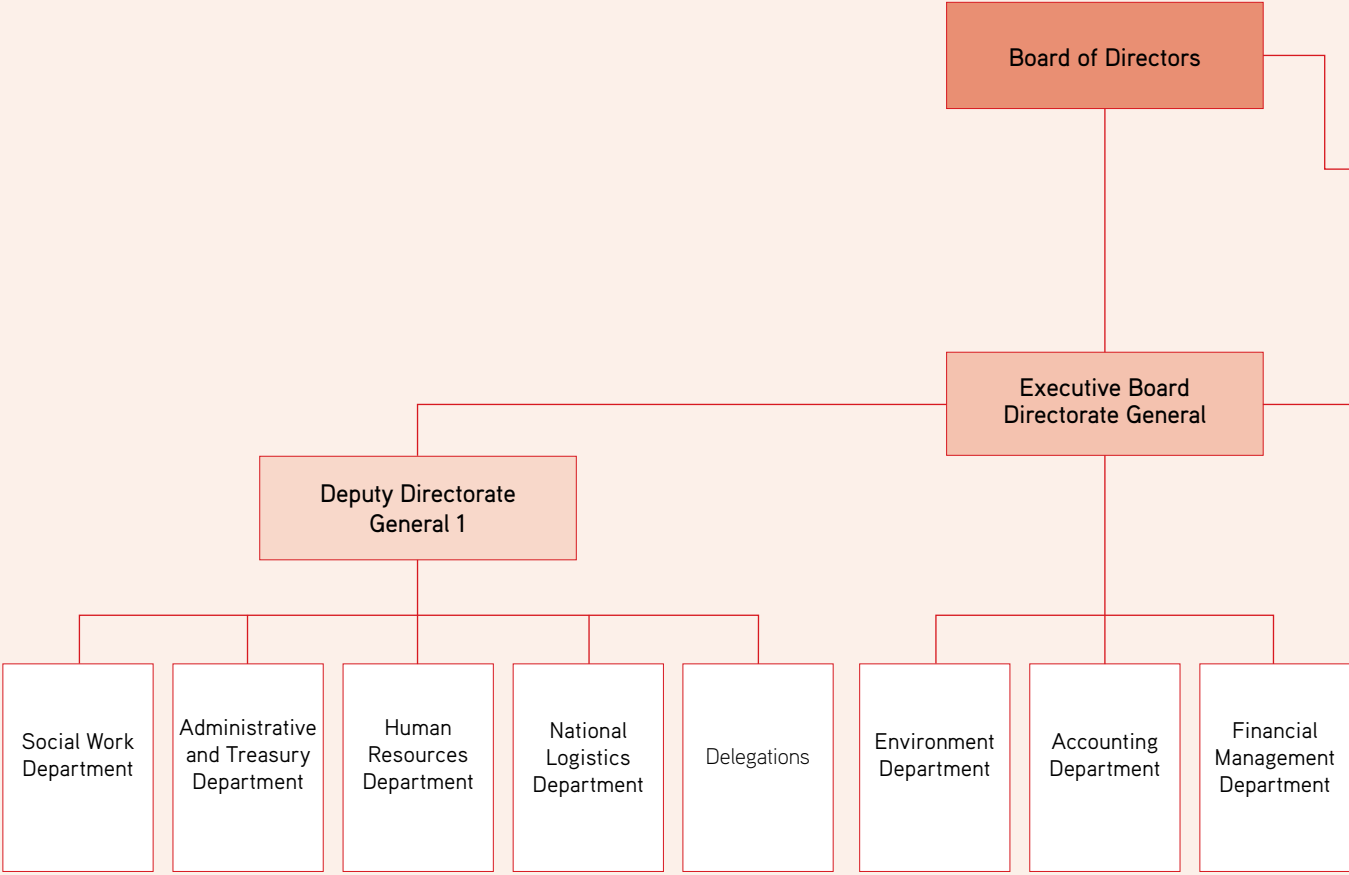 Board of Directors
Executive Board
Directorate General
Deputy Directorate
General 1
Social Work
Department
Administrative
and Treasury
Department
Human
Resources
Department
National
Logistics
Department
Delegations
Environment
Department
Accounting
Department
Financial
Management
Department